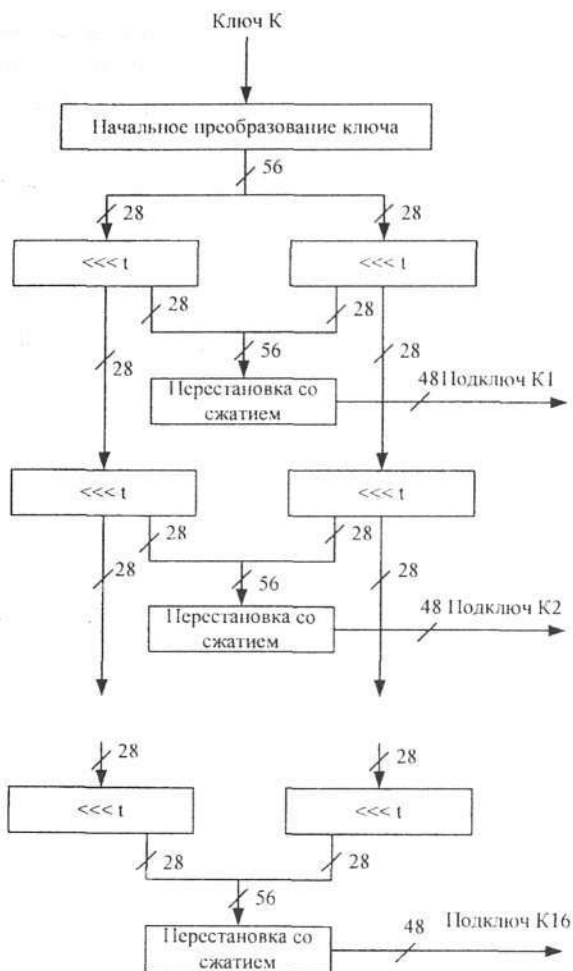 Ключ К
Начальное преобразование ключа
56
28
28
<<< t
<<< t
28
28
56
28
28
Перестановка со
сжатием
48 Подключ К1
<<< t
<<< t
28
28
28
28
56
Перестановка со
сжатием
48 Подключ К2
28
28
<<< t
<<< t
28
28
56
Перестановка со
сжатием
48
Подключ К16